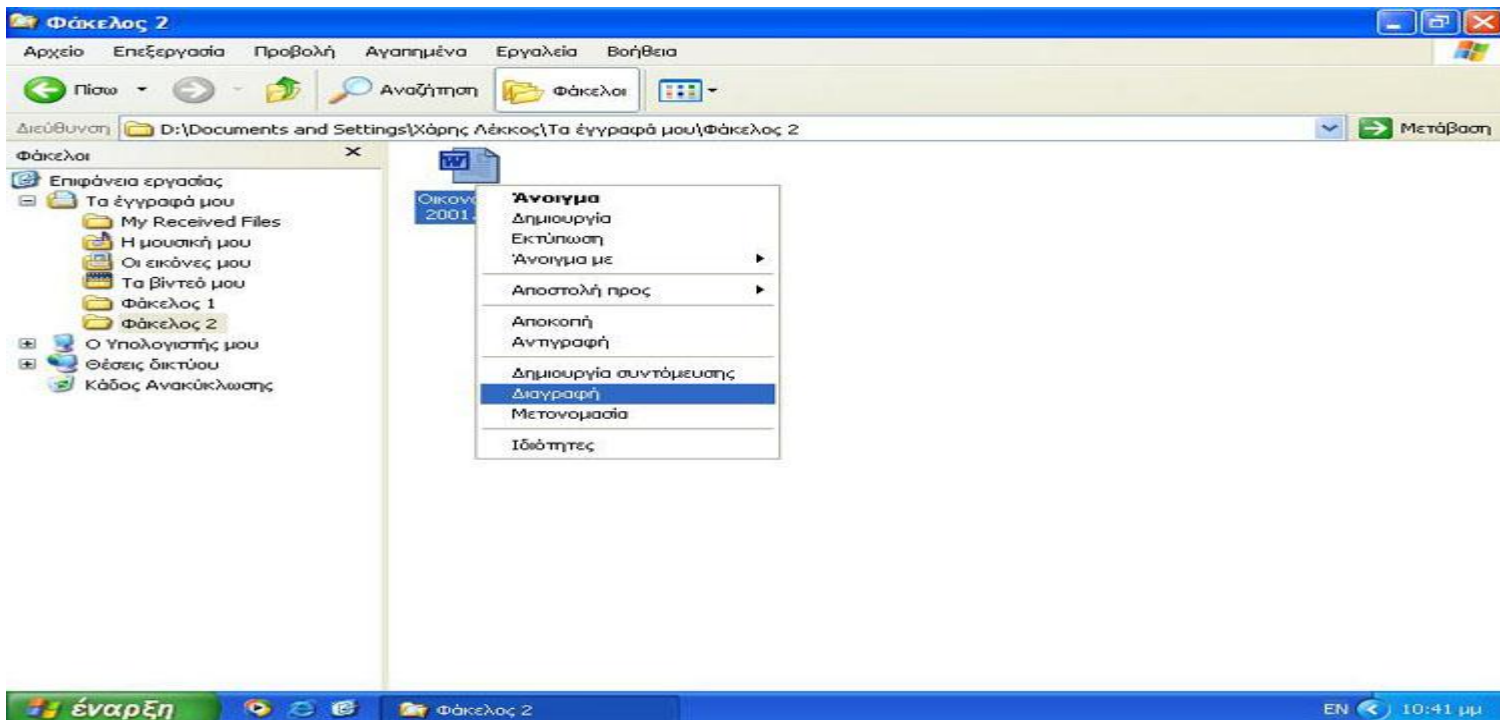 Φάκελος 2
Αρχείο Επεξεργασία Προβολή Αγαπημένα Εργαλεία Βοήθεια
Πίσω Αναζήτηση Φάκελοι
Διεύθυνση D:\Documents and Settings\Χάρης Λέκκος\Τα έγγραφά μου\Φάκελος 2 Μετάβαση
Φάκελοι
Επιφάνεια εργασίας
Τα έγγραφά μου
My Received Files
Η μουσική μου
Οι εικόνες μου
Τα βίντεό μου
Φάκελος 1
Φάκελος 2
Ο Υπολογιστής μου
Θέσεις δικτύου
Κάδος Ανακύκλωσης
2001
Άνοιγμα
Δημιουργία
Εκτύπωση
Άνοιγμα με
Αποστολή προς
Αποκοπή
Αντιγραφή
Δημιουργία συντόμευσης
Διαγραφή
Μετονομασία
Ιδιότητες
έναρξη Φάκελος 2 EN 10:41 μμ